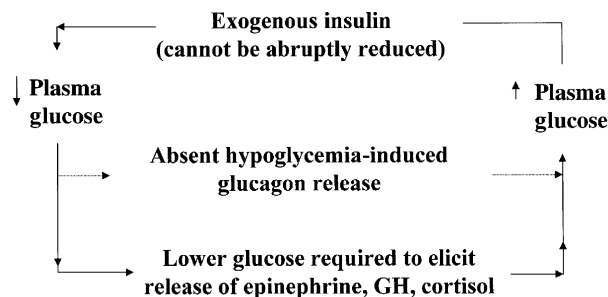 Exogenous insulin
(cannot be abruptly reduced)
Plasma
glucose
Plasma
glucose
Absent hypoglycemia-induced
glucagon release
Lower glucose required to elicit
release of epinephrine, GH, cortisol